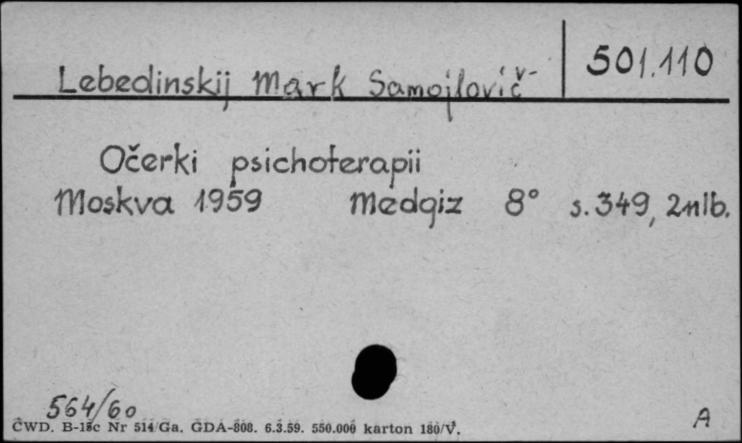 501.110
Lebedinskij Mark Samojlovič
Očerki psichoterapii
Moskva 1959 Medgiz 8° s. 349, 2nlb.
564/60
A
CWD. B-18c Nr 514/Ga. GDA-808. 6.3.59. 550.000 karton 180/V.